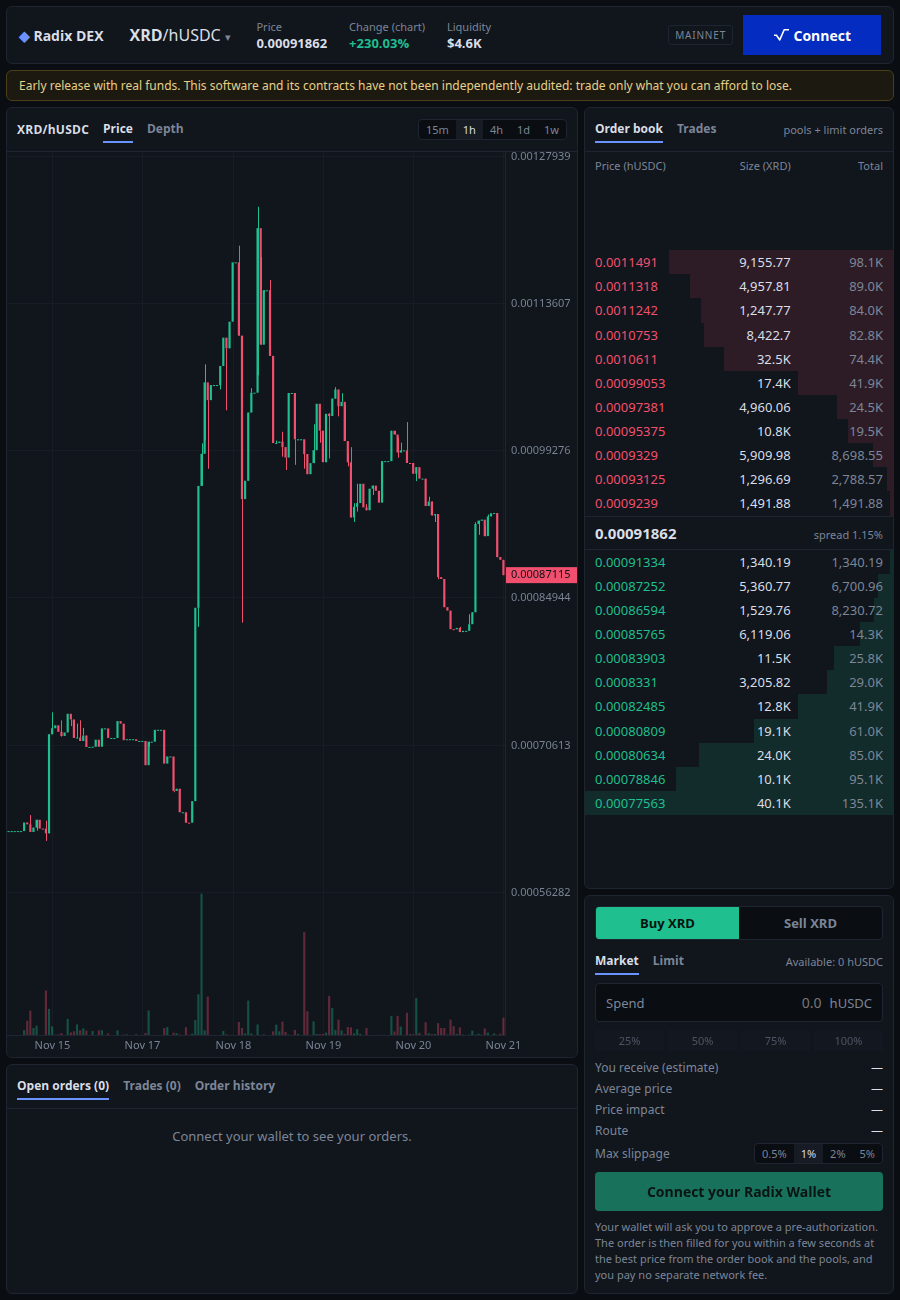 Radix DEX
XRD/hUSDC ▾
Price
0.00091862
Change (chart)
+230.03%
Liquidity
$4.6K
MAINNET
Connect
Early release with real funds. This software and its contracts have not been independently audited: trade only what you can afford to lose.
XRD/hUSDC Price Depth
15m 1h 4h 1d 1w
0.00127939
0.00113607
0.00099276
0.00087115
0.00084944
0.00070613
0.00056282
Nov 15 Nov 17 Nov 18 Nov 19 Nov 20 Nov 21
Open orders (0) Trades (0) Order history
Connect your wallet to see your orders.
Order book Trades pools + limit orders
Price (hUSDC) Size (XRD) Total
0.0011491 9,155.77 98.1K
0.0011318 4,957.81 89.0K
0.0011242 1,247.77 84.0K
0.0010753 8,422.7 82.8K
0.0010611 32.5K 74.4K
0.00099053 17.4K 41.9K
0.00097381 4,960.06 24.5K
0.00095375 10.8K 19.5K
0.0009329 5,909.98 8,698.55
0.00093125 1,296.69 2,788.57
0.0009239 1,491.88 1,491.88
0.00091862 spread 1.15%
0.00091334 1,340.19 1,340.19
0.00087252 5,360.77 6,700.96
0.00086594 1,529.76 8,230.72
0.00085765 6,119.06 14.3K
0.00083903 11.5K 25.8K
0.0008331 3,205.82 29.0K
0.00082485 12.8K 41.9K
0.00080809 19.1K 61.0K
0.00080634 24.0K 85.0K
0.00078846 10.1K 95.1K
0.00077563 40.1K 135.1K
Buy XRD Sell XRD
Market Limit Available: 0 hUSDC
Spend 0.0 hUSDC
25% 50% 75% 100%
You receive (estimate) —
Average price —
Price impact —
Route —
Max slippage 0.5% 1% 2% 5%
Connect your Radix Wallet
Your wallet will ask you to approve a pre-authorization.
The order is then filled for you within a few seconds at
the best price from the order book and the pools, and
you pay no separate network fee.